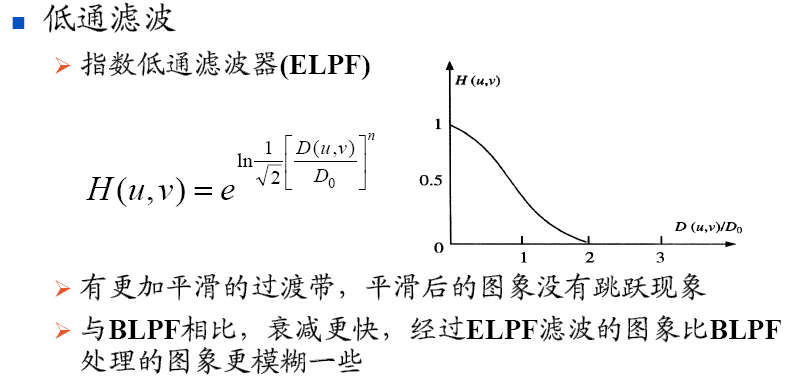 低通滤波
指数低通滤波器(ELPF)
H(u,v) = e^{ln\frac{1}{\sqrt{2}}\left[\frac{D(u,v)}{D_0}\right]^n}
H(u,v)
1
0.5
0
1 2 3
D(u,v)/D₀
有更加平滑的过渡带，平滑后的图象没有跳跃现象
与BLPF相比，衰减更快，经过ELPF滤波的图象比BLPF
处理的图象更模糊一些